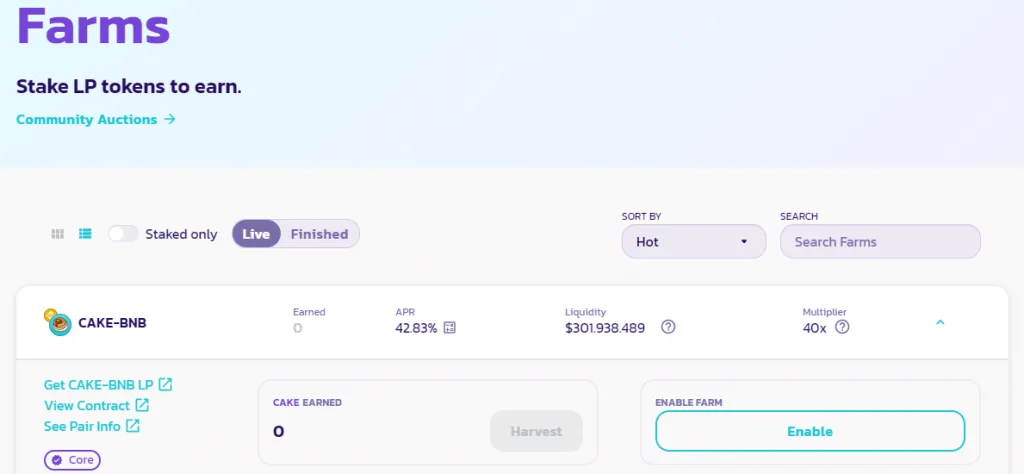 Farms
Stake LP tokens to earn.
Community Auctions
SORT BY
SEARCH
Staked only
Live
Finished
Hot
Search Farms
CAKE-BNB
Earned
0
APR
42.83%
Liquidity
$301.938.489
Multiplier
40x
Get CAKE-BNB LP
View Contract
See Pair Info
Core
CAKE EARNED
0
Harvest
ENABLE FARM
Enable